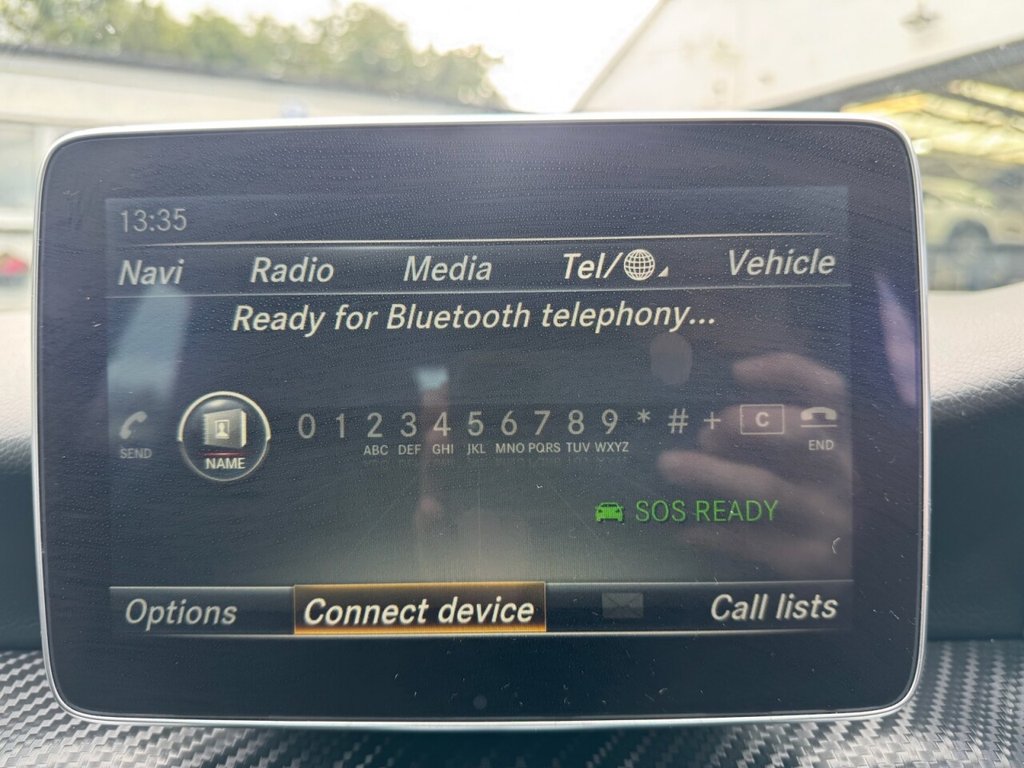 13:35
Navi Radio Media Tel/ Vehicle
Ready for Bluetooth telephony...
0 1 2 3 4 5 6 7 8 9 * # + C
SEND NAME ABC DEF GHI JKL MNO PQRS TUV WXYZ END
SOS READY
Options Connect device Call lists